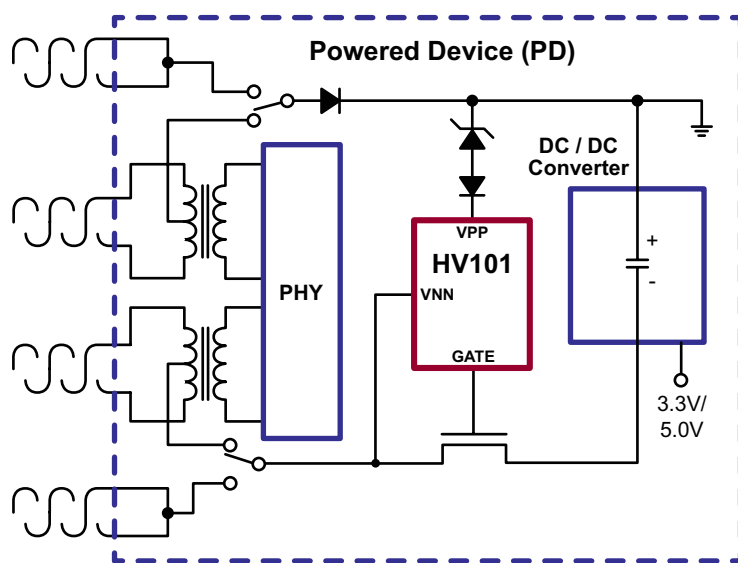 Powered Device (PD)
DC / DC
Converter
VPP
HV101
VNN
GATE
PHY
+
-
3.3V/
5.0V